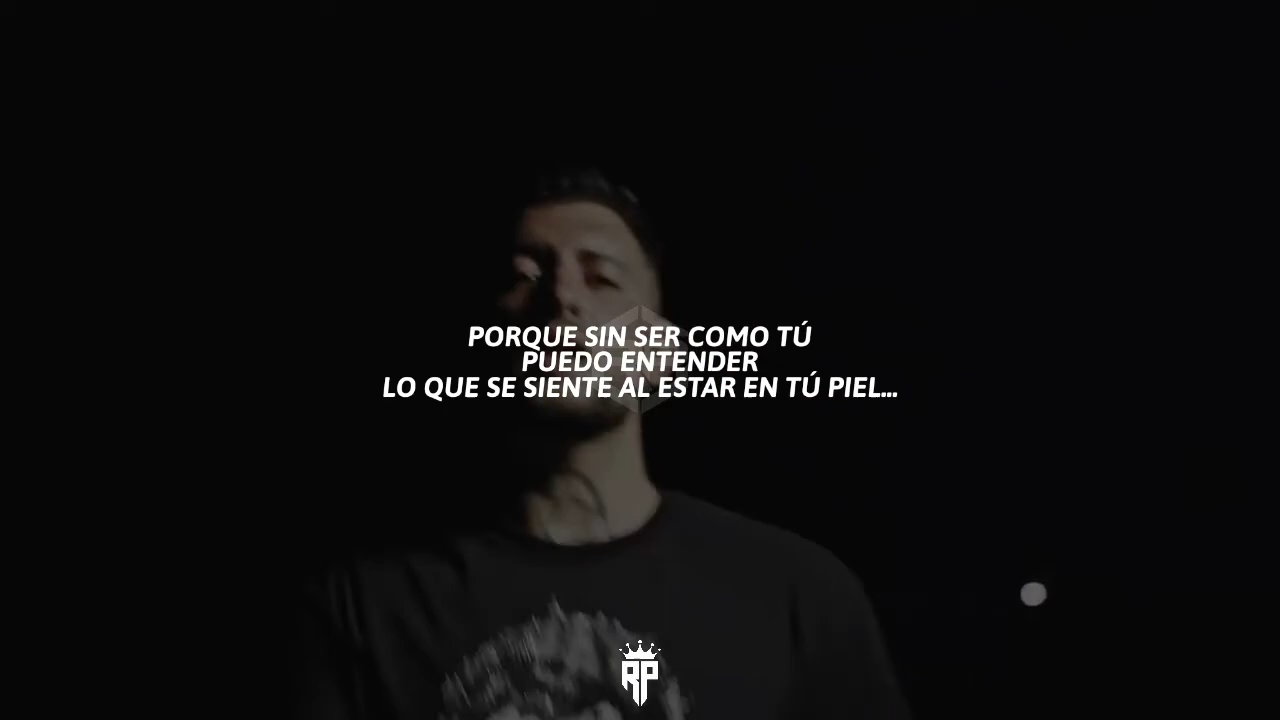 PORQUE SIN SER COMO TÚ
PUEDO ENTENDER
LO QUE SE SIENTE AL ESTAR EN TÚ PIEL...
RP